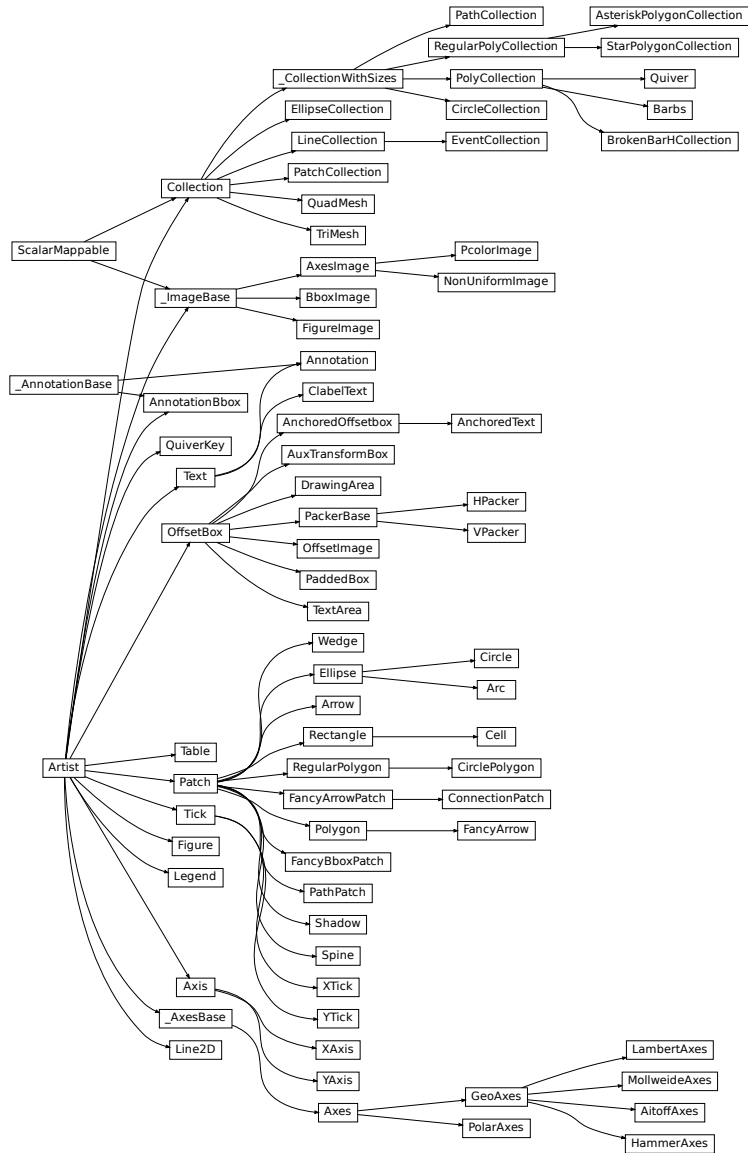 PathCollection
AsteriskPolygonCollection
RegularPolyCollection
StarPolygonCollection
_CollectionWithSizes
PolyCollection
Quiver
EllipseCollection
CircleCollection
Barbs
LineCollection
EventCollection
BrokenBarHCollection
PatchCollection
Collection
QuadMesh
TriMesh
ScalarMappable
PcolorImage
AxesImage
NonUniformImage
_ImageBase
BboxImage
FigureImage
Annotation
_AnnotationBase
ClabelText
AnnotationBbox
AnchoredOffsetbox
AnchoredText
QuiverKey
AuxTransformBox
Text
DrawingArea
HPacker
PackerBase
OffsetBox
VPacker
OffsetImage
PaddedBox
TextArea
Wedge
Circle
Ellipse
Arc
Arrow
Rectangle
Cell
Table
Artist
RegularPolygon
CirclePolygon
Patch
FancyArrowPatch
ConnectionPatch
Tick
Polygon
FancyArrow
Figure
FancyBboxPatch
Legend
PathPatch
Shadow
Spine
Axis
XTick
_AxesBase
YTick
Line2D
XAxis
LambertAxes
YAxis
MollweideAxes
GeoAxes
Axes
AitoffAxes
PolarAxes
HammerAxes